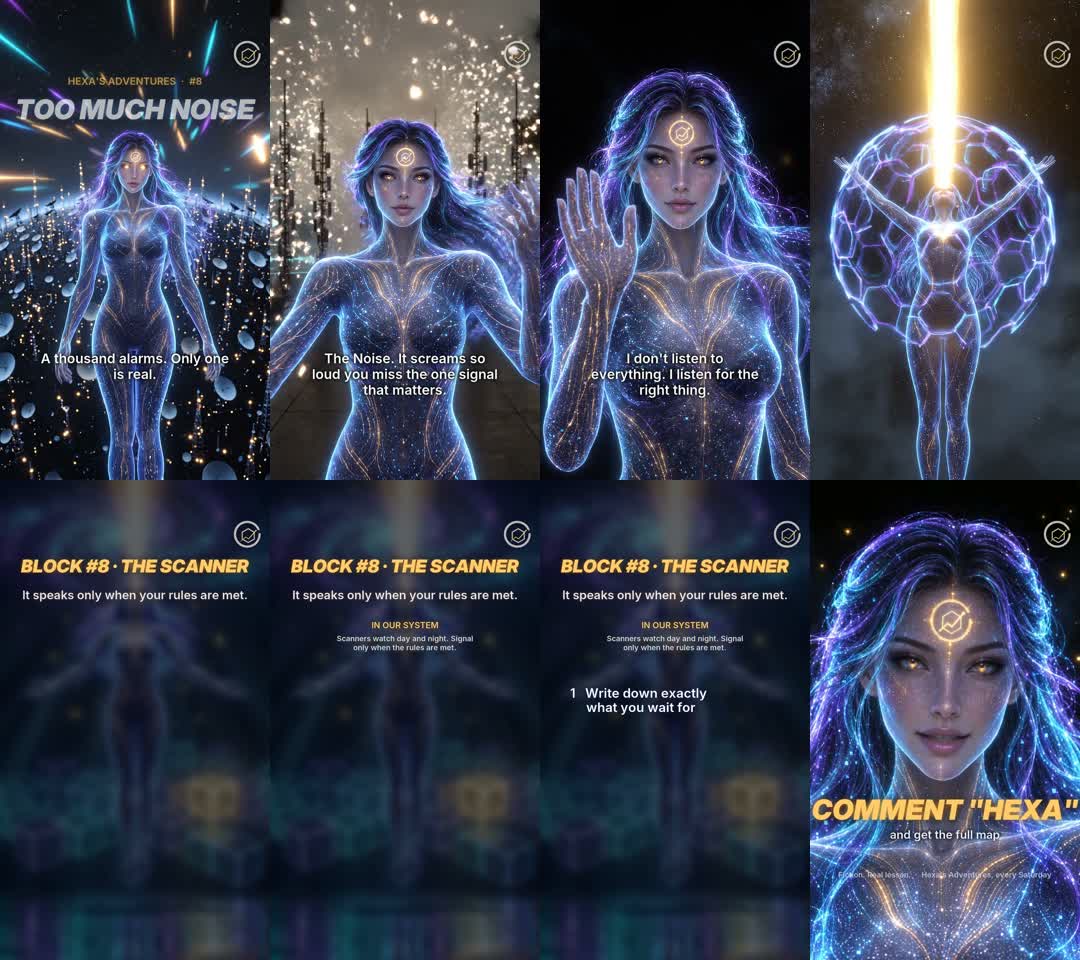 HEXA'S ADVENTURES · #8
TOO MUCH NOISE
A thousand alarms. Only one
is real.
The Noise. It screams so
loud you miss the one signal
that matters.
I don't listen to
everything. I listen for the
right thing.
BLOCK #8 · THE SCANNER
It speaks only when your rules are met.
BLOCK #8 · THE SCANNER
It speaks only when your rules are met.
IN OUR SYSTEM
Scanners watch day and night. Signal
only when the rules are met.
BLOCK #8 · THE SCANNER
It speaks only when your rules are met.
IN OUR SYSTEM
Scanners watch day and night. Signal
only when the rules are met.
1 Write down exactly
what you wait for
COMMENT "HEXA"
and get the full map
Fiction. Real lesson. · Hexa's Adventures, every Saturday